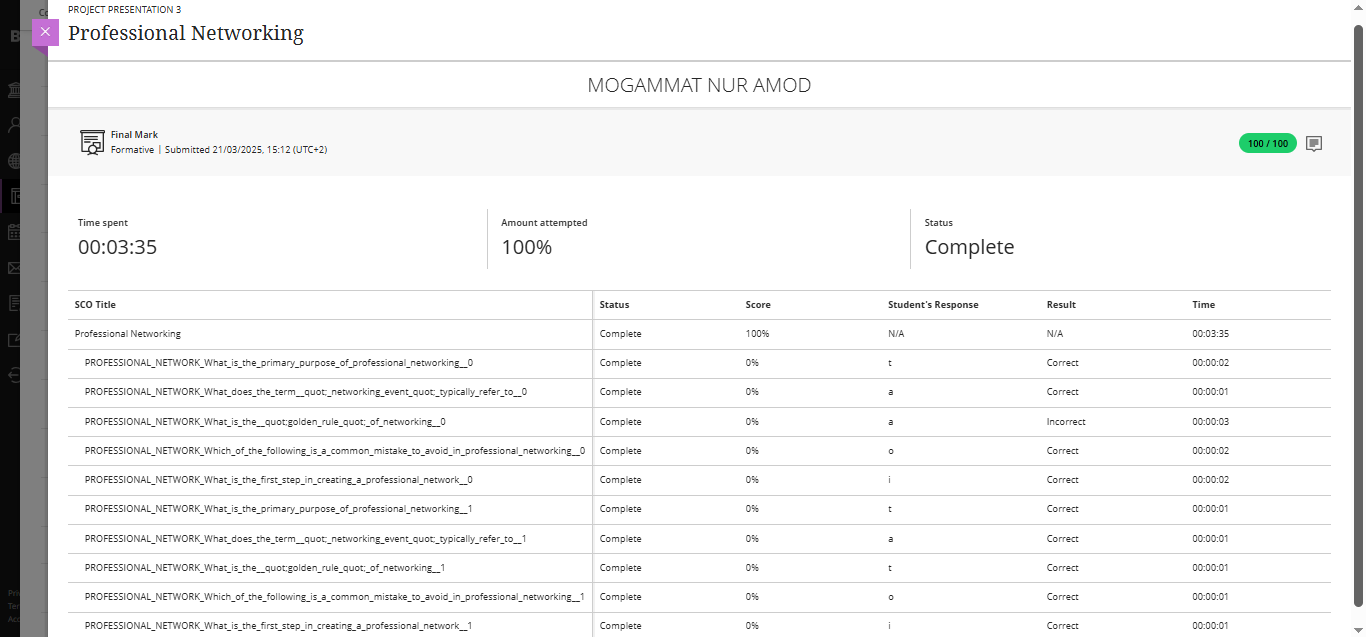 PROJECT PRESENTATION 3
Professional Networking
MOGAMMAT NUR AMOD
Final Mark
Formative | Submitted 21/03/2025, 15:12 (UTC+2)
100 / 100
Time spent
00:03:35
Amount attempted
100%
Status
Complete
SCO Title Status Score Student's Response Result Time
Professional Networking Complete 100% N/A N/A 00:03:35
PROFESSIONAL_NETWORK_What_is_the_primary_purpose_of_professional_networking__0 Complete 0% t Correct 00:00:02
PROFESSIONAL_NETWORK_What_does_the_term__quot;_networking_event_quot;_typically_refer_to__0 Complete 0% a Correct 00:00:01
PROFESSIONAL_NETWORK_What_is_the__quot;golden_rule_quot;_of_networking__0 Complete 0% a Incorrect 00:00:03
PROFESSIONAL_NETWORK_Which_of_the_following_is_a_common_mistake_to_avoid_in_professional_networking__0 Complete 0% o Correct 00:00:02
PROFESSIONAL_NETWORK_What_is_the_first_step_in_creating_a_professional_network__0 Complete 0% i Correct 00:00:02
PROFESSIONAL_NETWORK_What_is_the_primary_purpose_of_professional_networking__1 Complete 0% t Correct 00:00:01
PROFESSIONAL_NETWORK_What_does_the_term__quot;_networking_event_quot;_typically_refer_to__1 Complete 0% a Correct 00:00:01
PROFESSIONAL_NETWORK_What_is_the__quot;golden_rule_quot;_of_networking__1 Complete 0% t Correct 00:00:01
PROFESSIONAL_NETWORK_Which_of_the_following_is_a_common_mistake_to_avoid_in_professional_networking__1 Complete 0% o Correct 00:00:01
PROFESSIONAL_NETWORK_What_is_the_first_step_in_creating_a_professional_network__1 Complete 0% i Correct 00:00:01